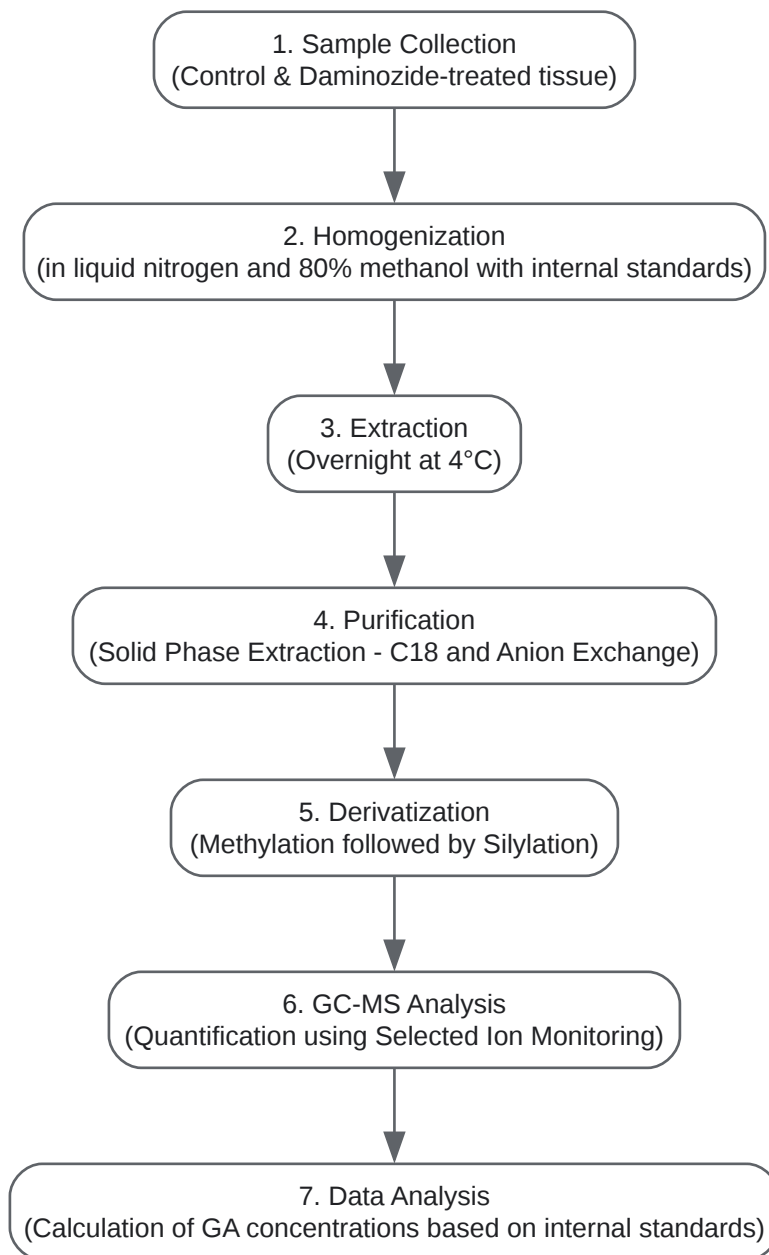 1. Sample Collection
(Control & Daminozide-treated tissue)
2. Homogenization
(in liquid nitrogen and 80% methanol with internal standards)
3. Extraction
(Overnight at 4°C)
4. Purification
(Solid Phase Extraction - C18 and Anion Exchange)
5. Derivatization
(Methylation followed by Silylation)
6. GC-MS Analysis
(Quantification using Selected Ion Monitoring)
7. Data Analysis
(Calculation of GA concentrations based on internal standards)